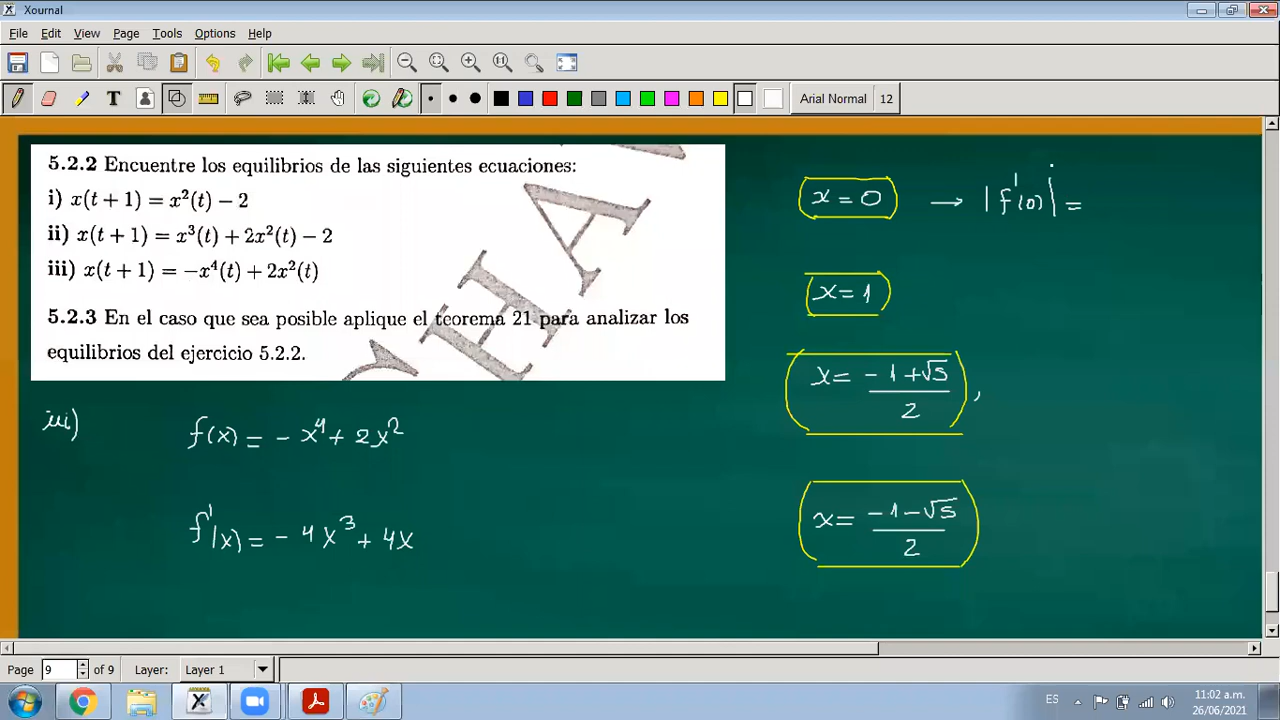 Xournal
File Edit View Page Tools Options Help
Arial Normal 12
5.2.2 Encuentre los equilibrios de las siguientes ecuaciones:
i) x(t + 1) = x²(t) − 2
ii) x(t + 1) = x³(t) + 2x²(t) − 2
iii) x(t + 1) = −x⁴(t) + 2x²(t)
5.2.3 En el caso que sea posible aplique el teorema 21 para analizar los
equilibrios del ejercicio 5.2.2.
iii) f(x) = − x⁴ + 2x²
f'(x) = − 4x³ + 4x
x = 0 → |f'(0)| =
x = 1
x = (−1+√5)/2 ,
x = (−1−√5)/2
Page 9 of 9 Layer: Layer 1
ES 11:02 a.m.
26/06/2021